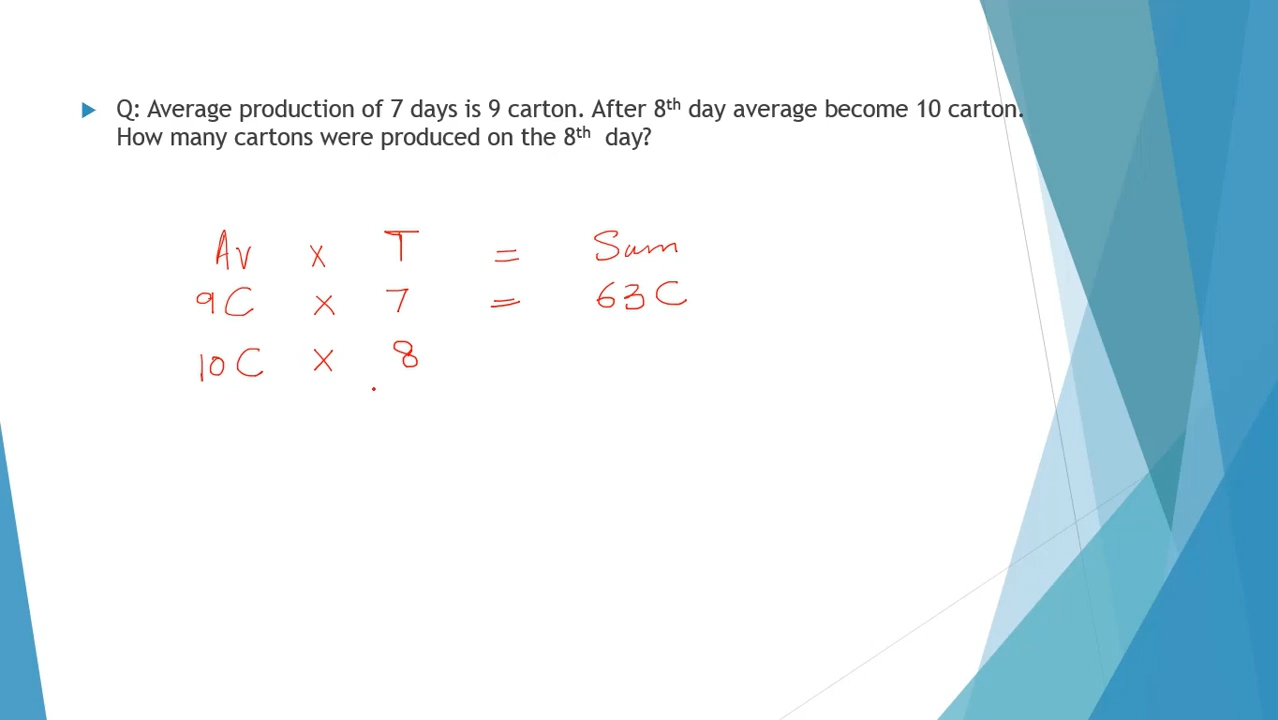 Q: Average production of 7 days is 9 carton. After 8th day average become 10 carton.
How many cartons were produced on the 8th day?
Av x T = Sum
9C x 7 = 63C
10C x 8